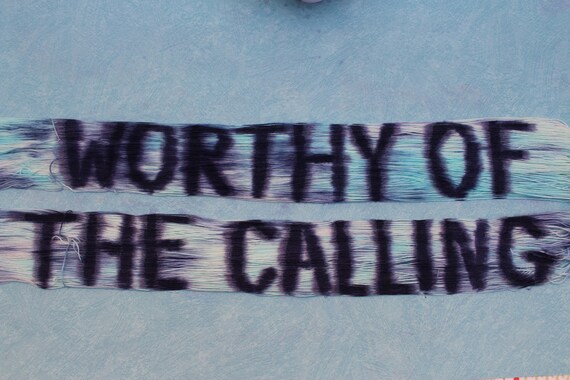 WORTHY OF
THE CALLING